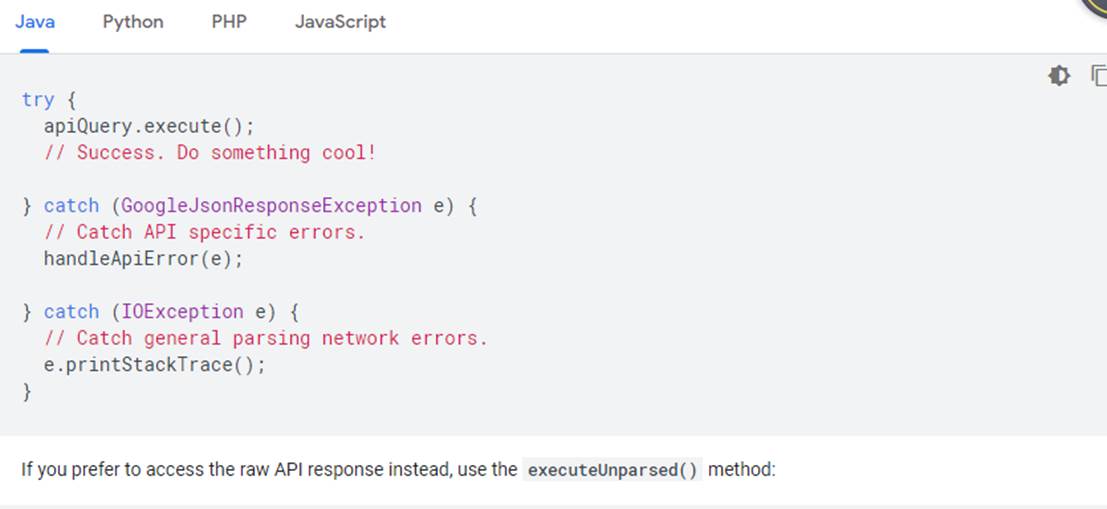 Java Python PHP JavaScript
try {
  apiQuery.execute();
  // Success. Do something cool!
} catch (GoogleJsonResponseException e) {
  // Catch API specific errors.
  handleApiError(e);
} catch (IOException e) {
  // Catch general parsing network errors.
  e.printStackTrace();
}
If you prefer to access the raw API response instead, use the executeUnparsed() method: